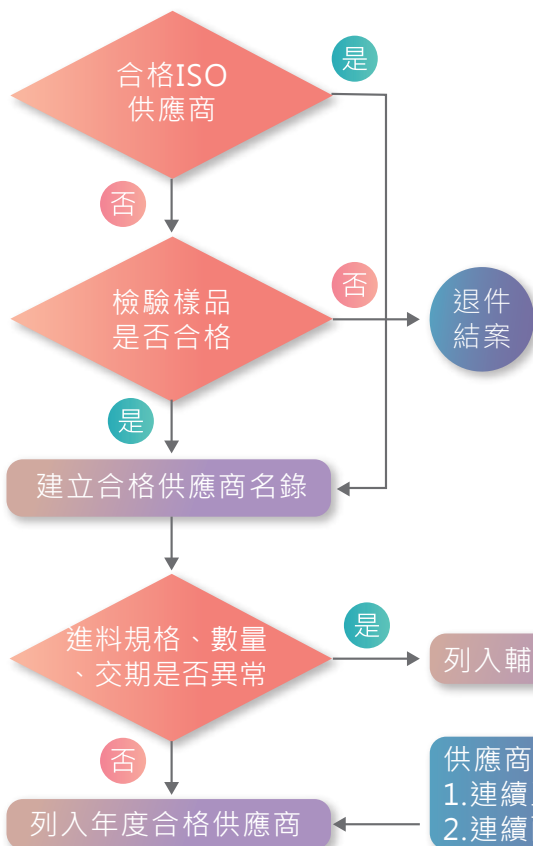 合格ISO
供應商
是
否
檢驗樣品
是否合格
否
退件
結案
是
建立合格供應商名錄
進料規格、數量
、交期是否異常
是
列入輔
否
供應商
1.連續
2.連續
列入年度合格供應商